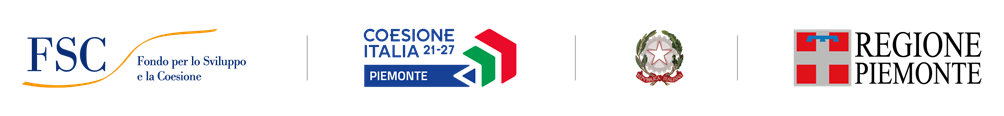 FSC
Fondo per lo Sviluppo
e la Coesione
COESIONE
ITALIA 21-27
PIEMONTE
REGIONE
PIEMONTE